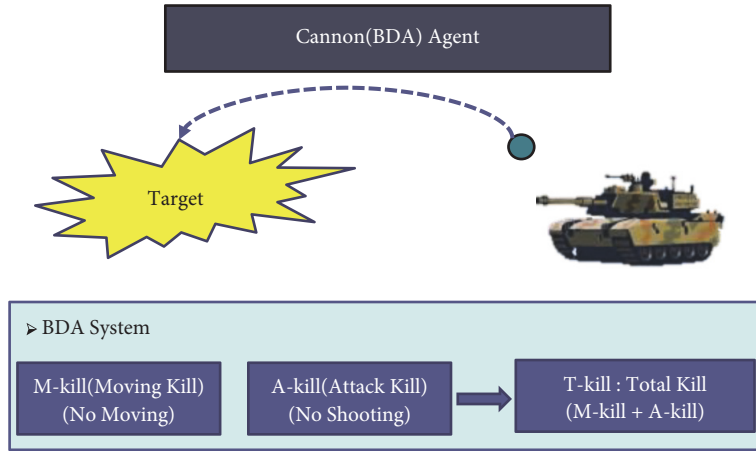 Cannon(BDA) Agent
Target
➢ BDA System
M-kill(Moving Kill)
(No Moving)
A-kill(Attack Kill)
(No Shooting)
T-kill : Total Kill
(M-kill + A-kill)